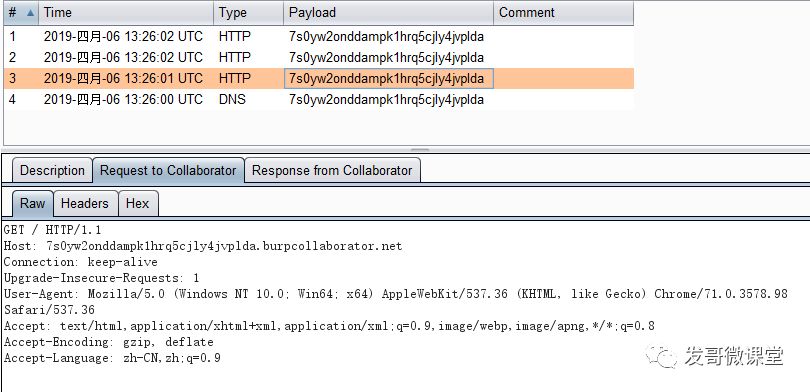 # Time Type Payload Comment
1 2019-四月-06 13:26:02 UTC HTTP 7s0yw2onddampk1hrq5cjly4jvplda
2 2019-四月-06 13:26:02 UTC HTTP 7s0yw2onddampk1hrq5cjly4jvplda
3 2019-四月-06 13:26:01 UTC HTTP 7s0yw2onddampk1hrq5cjly4jvplda
4 2019-四月-06 13:26:00 UTC DNS 7s0yw2onddampk1hrq5cjly4jvplda
Description Request to Collaborator Response from Collaborator
Raw Headers Hex
GET / HTTP/1.1
Host: 7s0yw2onddampk1hrq5cjly4jvplda.burpcollaborator.net
Connection: keep-alive
Upgrade-Insecure-Requests: 1
User-Agent: Mozilla/5.0 (Windows NT 10.0; Win64; x64) AppleWebKit/537.36 (KHTML, like Gecko) Chrome/71.0.3578.98
Safari/537.36
Accept: text/html,application/xhtml+xml,application/xml;q=0.9,image/webp,image/apng,*/*;q=0.8
Accept-Encoding: gzip, deflate
Accept-Language: zh-CN,zh;q=0.9
发哥微课堂